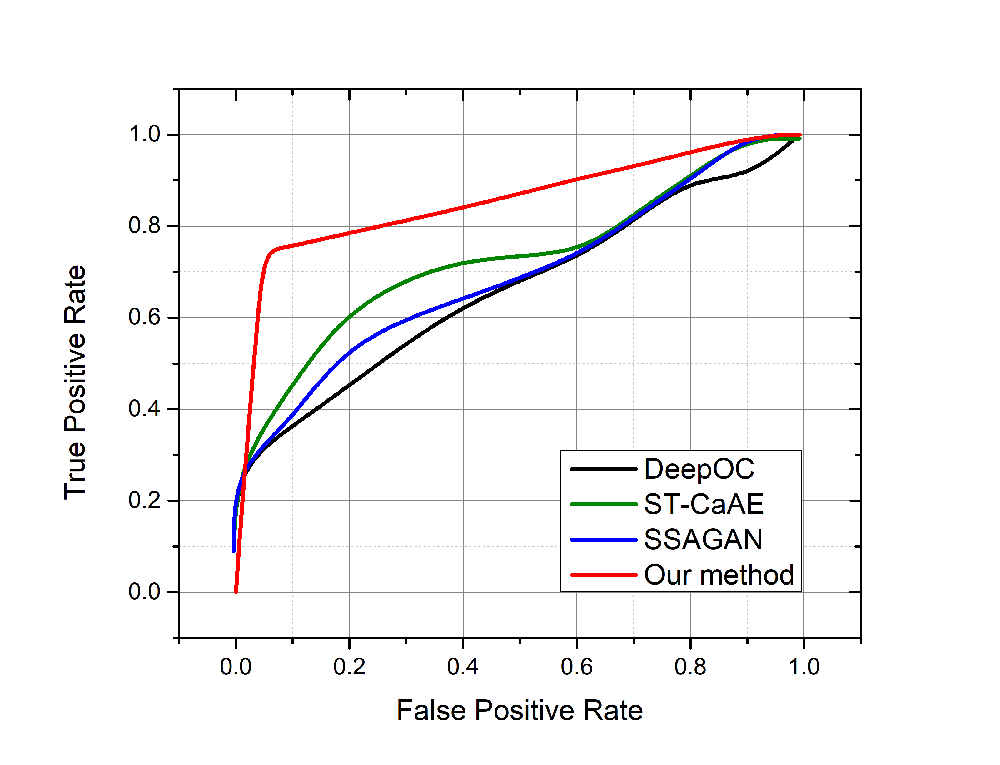 True Positive Rate
1.0
0.8
0.6
0.4
0.2
0.0
DeepOC
ST-CaAE
SSAGAN
Our method
0.0 0.2 0.4 0.6 0.8 1.0
False Positive Rate